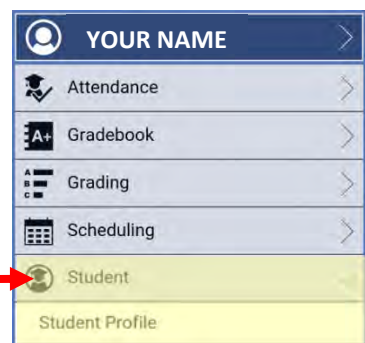 YOUR NAME
Attendance
A+ Gradebook
A
B
C
Grading
Scheduling
Student
Student Profile